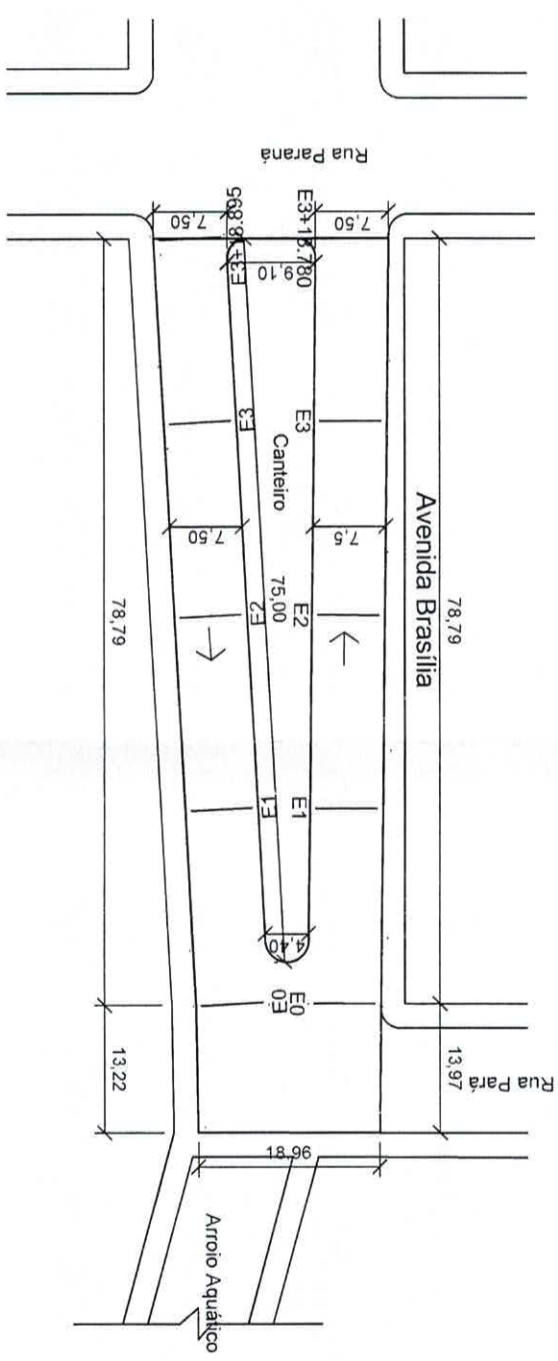 Rua Paraná
7,50
7,50
E3+18.895
E3+18.780
9,10
E3
E3
Canteiro
7,50
7,5
75,00
E2
E2
E1
E1
4,40
E0
E0
78,79
78,79
Avenida Brasília
13,22
13,97
Rua Pará
18,96
Arroio Aquático